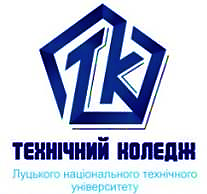 ТК
ТЕХНІЧНИЙ КОЛЕДЖ
Луцького національного технічного
університету